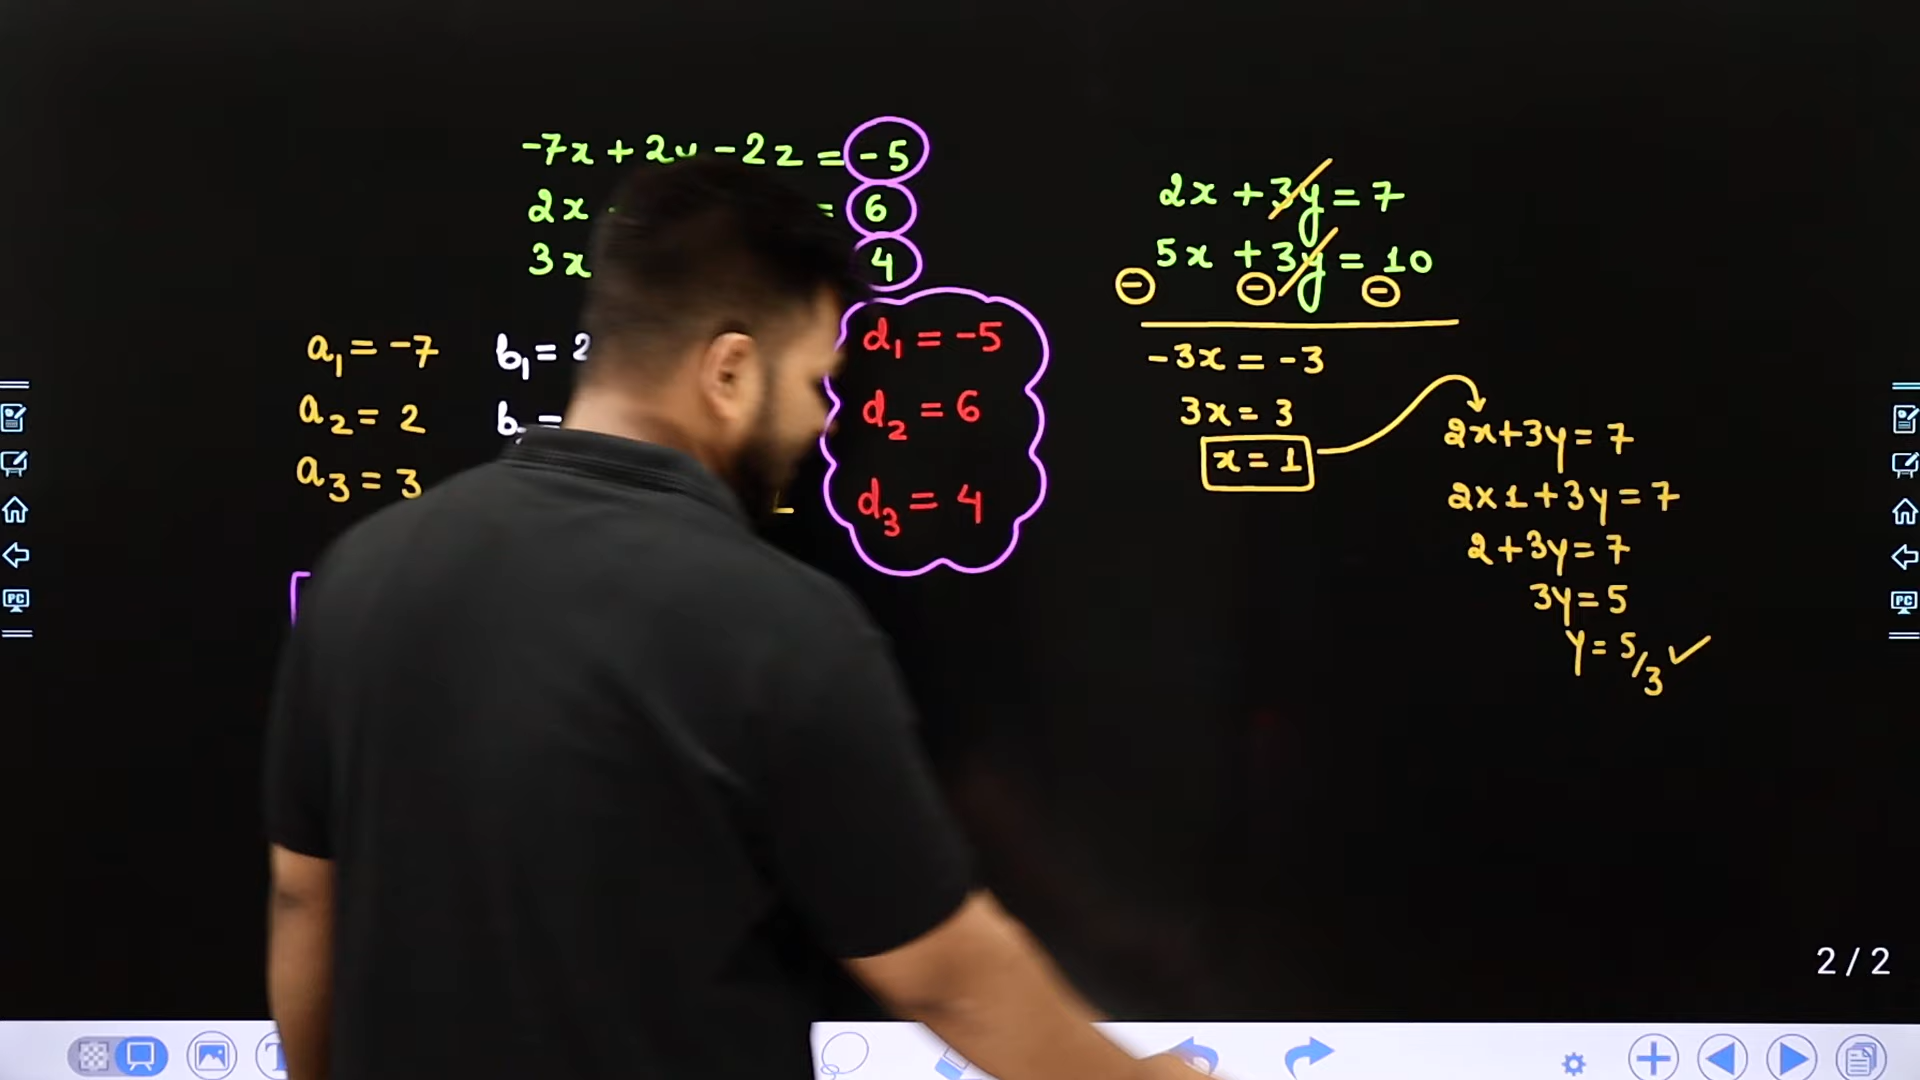 -7x + 2y - 2z = -5
2x = 6
3x 4
a₁ = -7 b₁ = 2 d₁ = -5
a₂ = 2 d₂ = 6
a₃ = 3 d₃ = 4
2x + 3y = 7
5x + 3y = 10
- - -
-3x = -3
3x = 3
x = 1
2x+3y = 7
2x1+3y = 7
2+3y = 7
3y = 5
y = 5/3 ✓
2 / 2
PC
PC